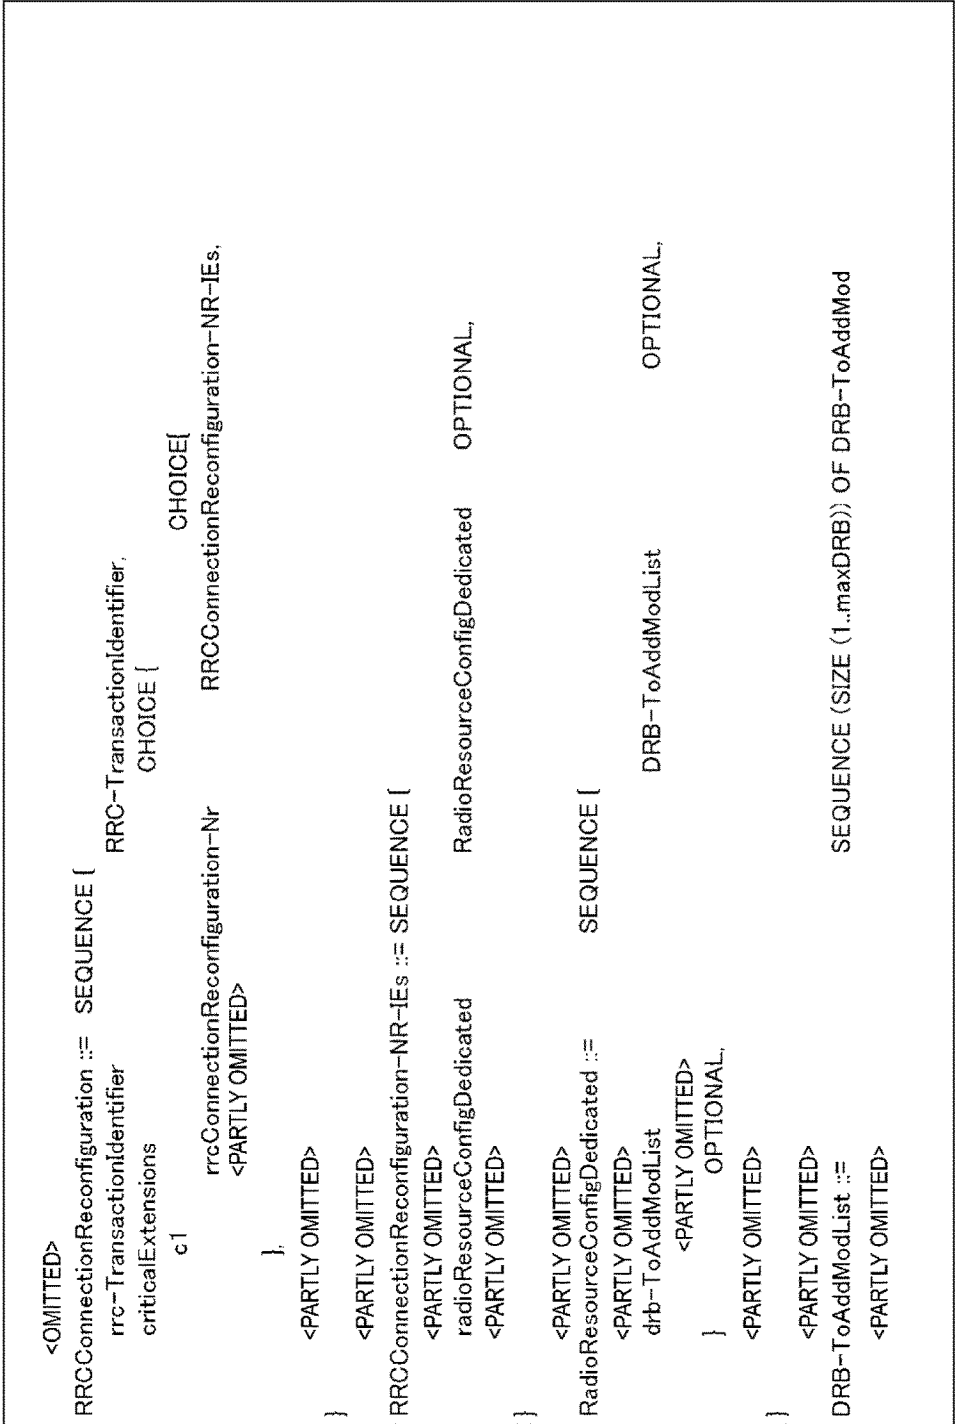 <OMITTED>
RRCConnectionReconfiguration ::= SEQUENCE {
rrc-TransactionIdentifier RRC-TransactionIdentifier,
criticalExtensions CHOICE {
c1 CHOICE{
rrcConnectionReconfiguration-Nr RRCConnectionReconfiguration-NR-IEs,
<PARTLY OMITTED>
},
<PARTLY OMITTED>
}
<PARTLY OMITTED>
RRCConnectionReconfiguration-NR-IEs ::= SEQUENCE {
<PARTLY OMITTED>
radioResourceConfigDedicated RadioResourceConfigDedicated OPTIONAL,
<PARTLY OMITTED>
}
<PARTLY OMITTED>
RadioResourceConfigDedicated ::= SEQUENCE {
<PARTLY OMITTED>
drb-ToAddModList DRB-ToAddModList OPTIONAL,
<PARTLY OMITTED>
} OPTIONAL,
<PARTLY OMITTED>
}
<PARTLY OMITTED>
DRB-ToAddModList ::= SEQUENCE (SIZE (1..maxDRB)) OF DRB-ToAddMod
<PARTLY OMITTED>